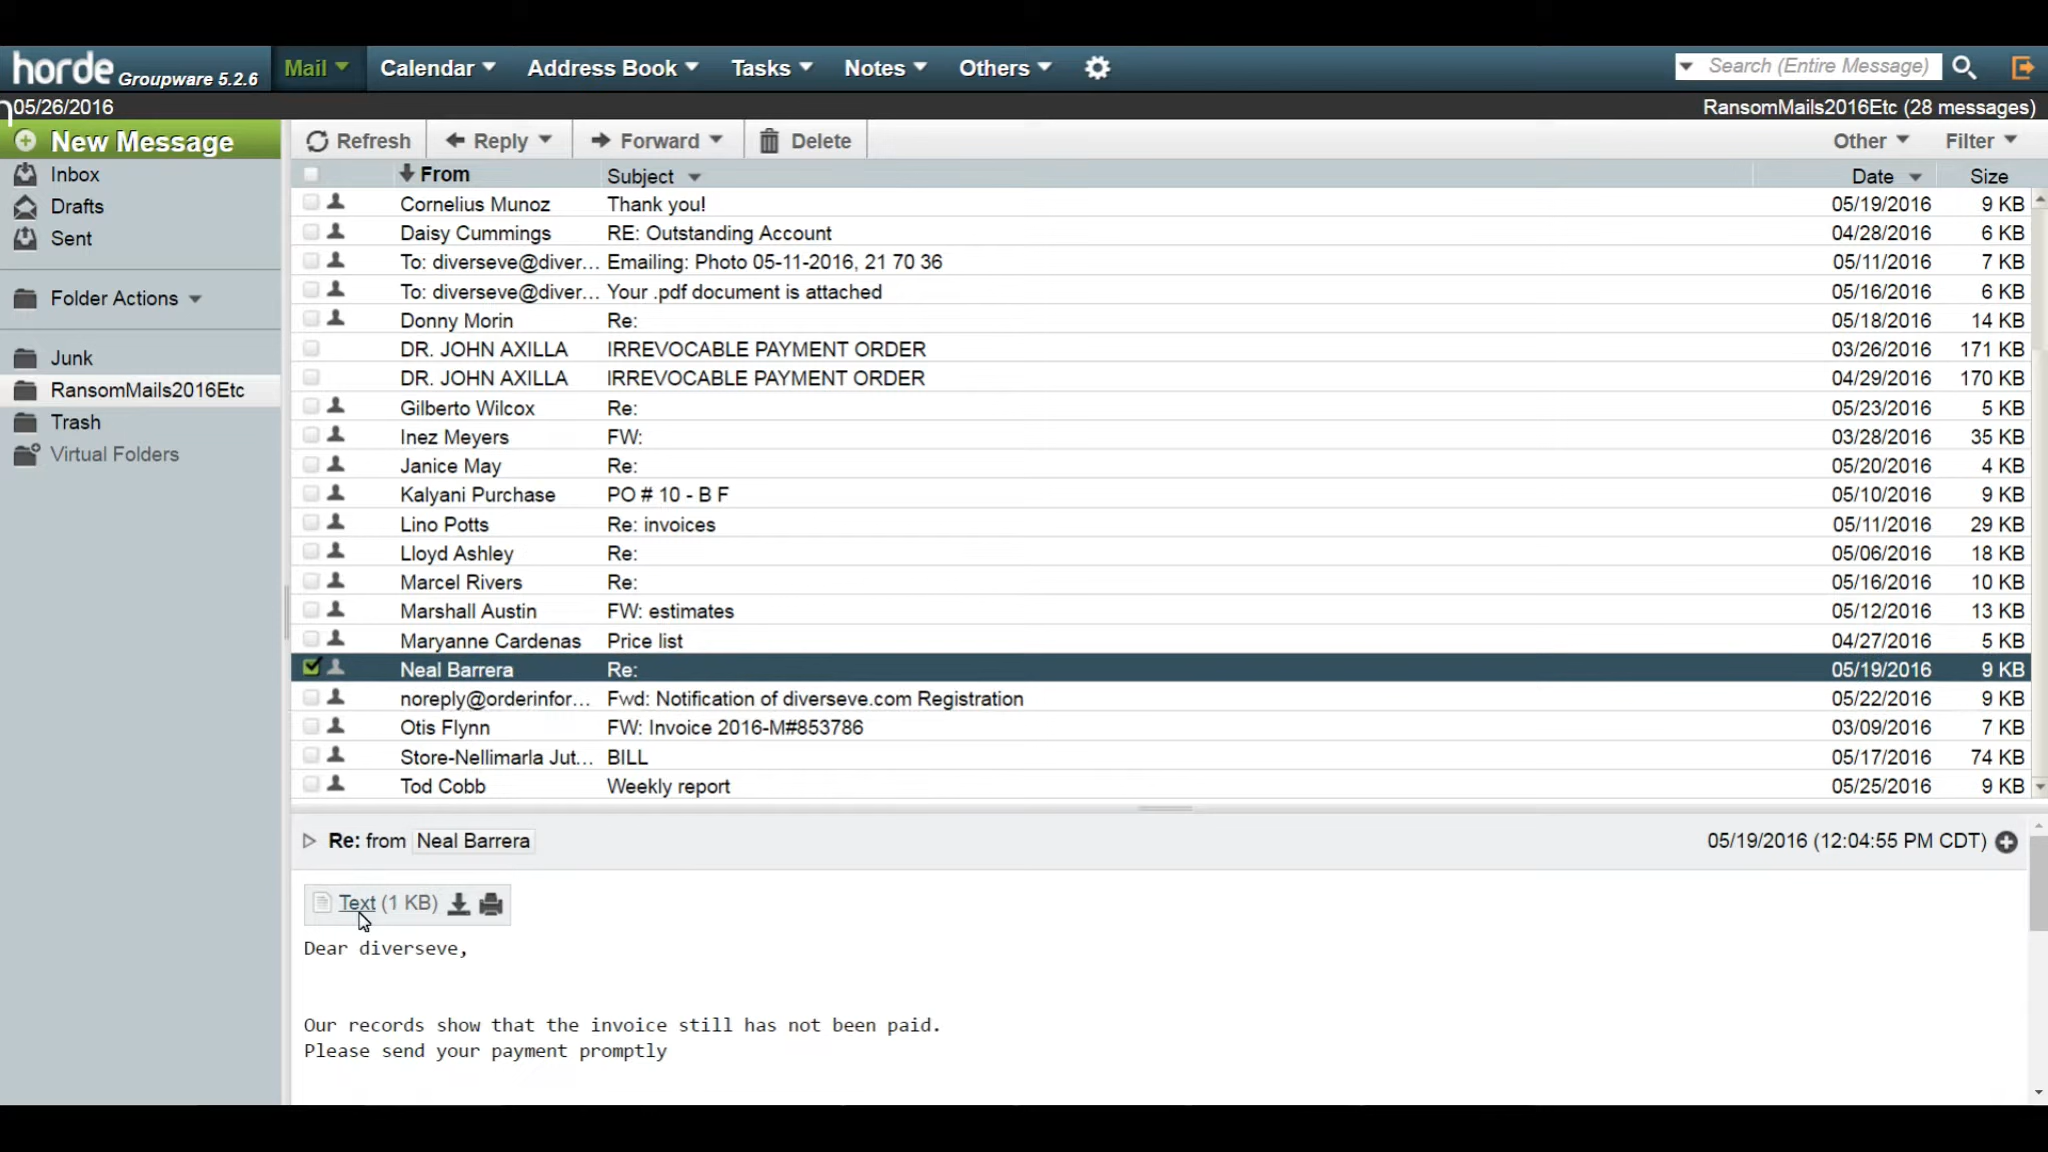 horde Groupware 5.2.6 Mail Calendar Address Book Tasks Notes Others Search (Entire Message)
05/26/2016 RansomMails2016Etc (28 messages)
New Message Refresh Reply Forward Delete Other Filter
Inbox
Drafts
Sent
Folder Actions
Junk
RansomMails2016Etc
Trash
Virtual Folders
From Subject Date Size
Cornelius Munoz Thank you! 05/19/2016 9 KB
Daisy Cummings RE: Outstanding Account 04/28/2016 6 KB
To: diverseve@diver... Emailing: Photo 05-11-2016, 21 70 36 05/11/2016 7 KB
To: diverseve@diver... Your .pdf document is attached 05/16/2016 6 KB
Donny Morin Re: 05/18/2016 14 KB
DR. JOHN AXILLA IRREVOCABLE PAYMENT ORDER 03/26/2016 171 KB
DR. JOHN AXILLA IRREVOCABLE PAYMENT ORDER 04/29/2016 170 KB
Gilberto Wilcox Re: 05/23/2016 5 KB
Inez Meyers FW: 03/28/2016 35 KB
Janice May Re: 05/20/2016 4 KB
Kalyani Purchase PO # 10 - B F 05/10/2016 9 KB
Lino Potts Re: invoices 05/11/2016 29 KB
Lloyd Ashley Re: 05/06/2016 18 KB
Marcel Rivers Re: 05/16/2016 10 KB
Marshall Austin FW: estimates 05/12/2016 13 KB
Maryanne Cardenas Price list 04/27/2016 5 KB
Neal Barrera Re: 05/19/2016 9 KB
noreply@orderinfor... Fwd: Notification of diverseve.com Registration 05/22/2016 9 KB
Otis Flynn FW: Invoice 2016-M#853786 03/09/2016 7 KB
Store-Nellimarla Jut... BILL 05/17/2016 74 KB
Tod Cobb Weekly report 05/25/2016 9 KB
Re: from Neal Barrera 05/19/2016 (12:04:55 PM CDT)
Text (1 KB)
Dear diverseve,
Our records show that the invoice still has not been paid.
Please send your payment promptly